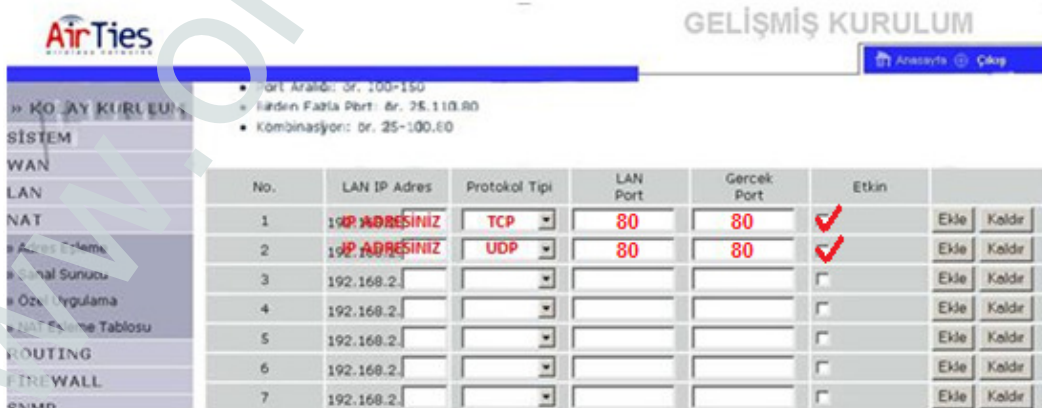 AirTies
GELİŞMİŞ KURULUM
Anasayfa Çıkış
Port Aralığı: ör. 100-150
Birden Fazla Port: ör. 25,110,80
Kombinasyon: ör. 25-100,80
» KOLAY KURULUM
SİSTEM
WAN
LAN
NAT
» Adres Eşleme
» Sanal Sunucu
» Özel Uygulama
» NAT Eşleme Tablosu
ROUTING
FIREWALL
SNMP
No. LAN IP Adres Protokol Tipi LAN Port Gercek Port Etkin
1 IP ADRESİNİZ TCP 80 80 Ekle Kaldır
2 IP ADRESİNİZ UDP 80 80 Ekle Kaldır
3 192.168.2. Ekle Kaldır
4 192.168.2. Ekle Kaldır
5 192.168.2. Ekle Kaldır
6 192.168.2. Ekle Kaldır
7 192.168.2. Ekle Kaldır